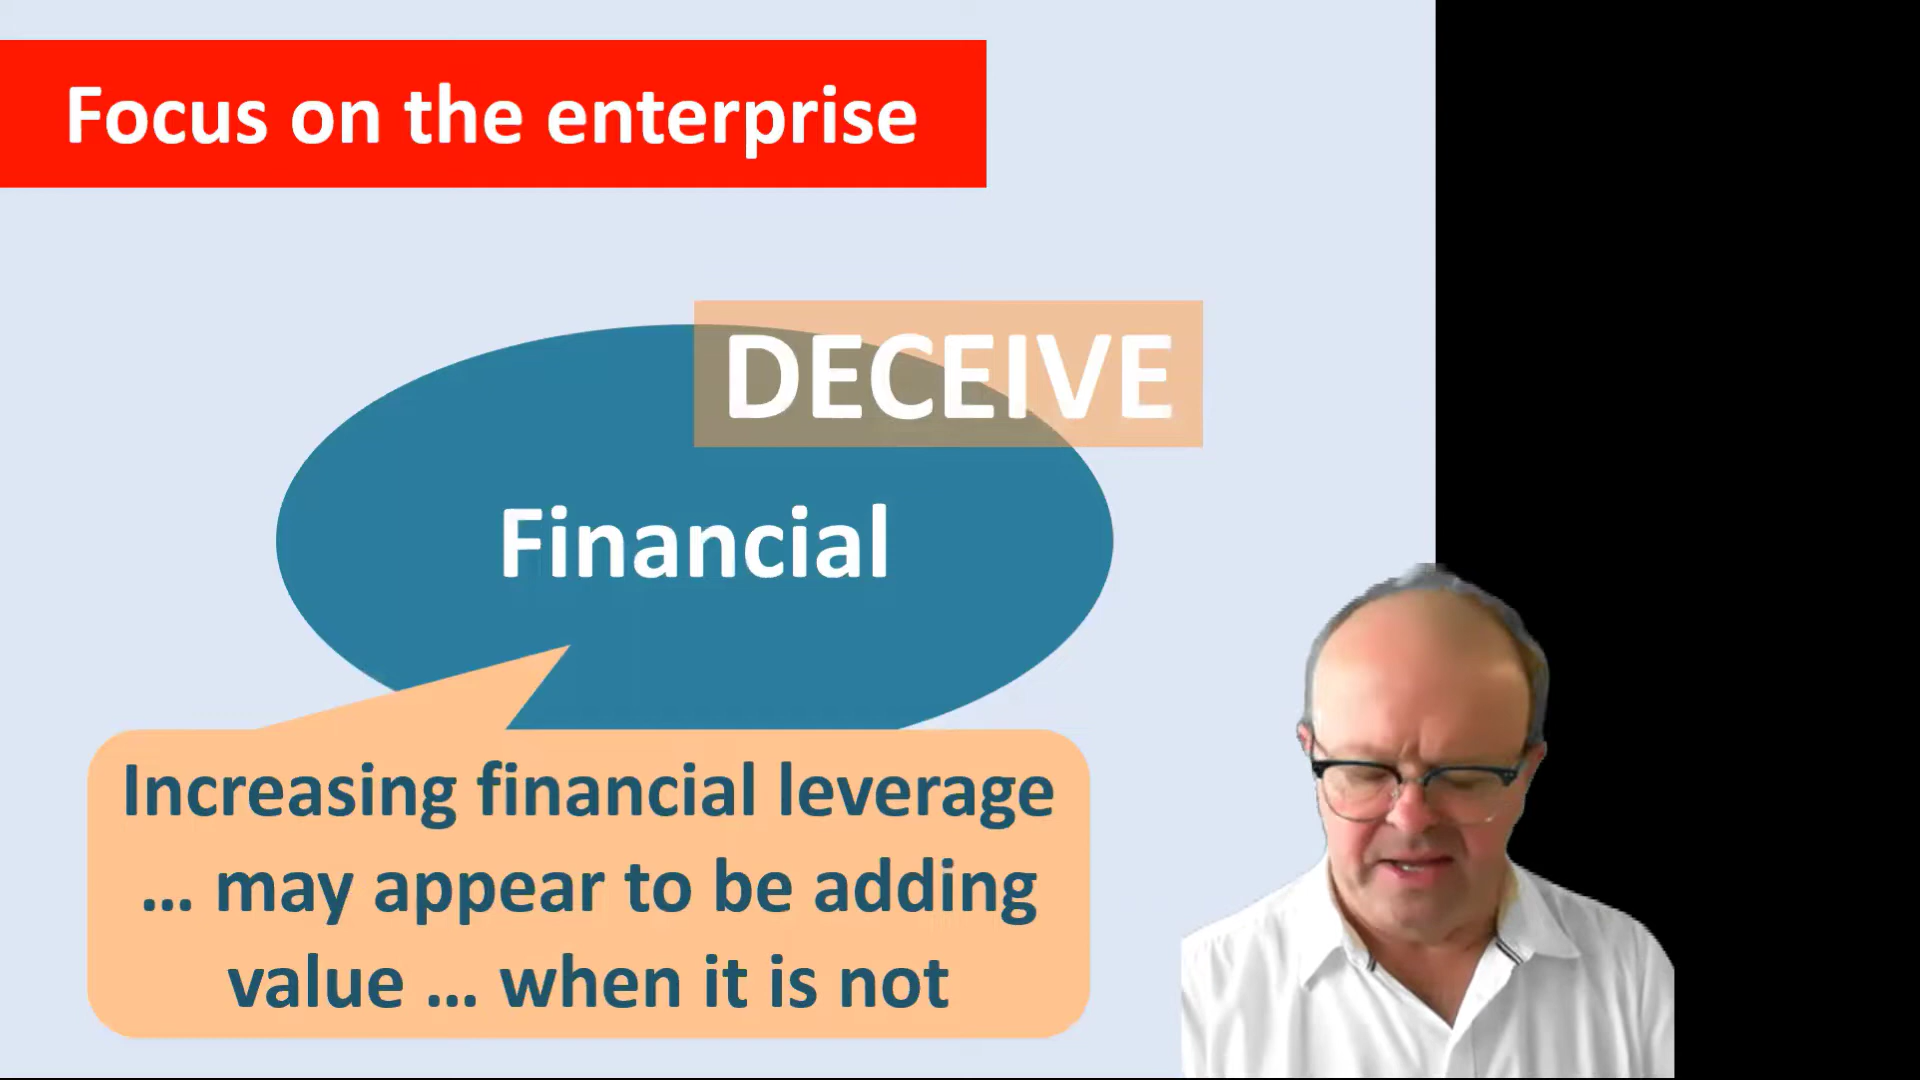 Focus on the enterprise
DECEIVE
Financial
Increasing financial leverage
... may appear to be adding
value ... when it is not